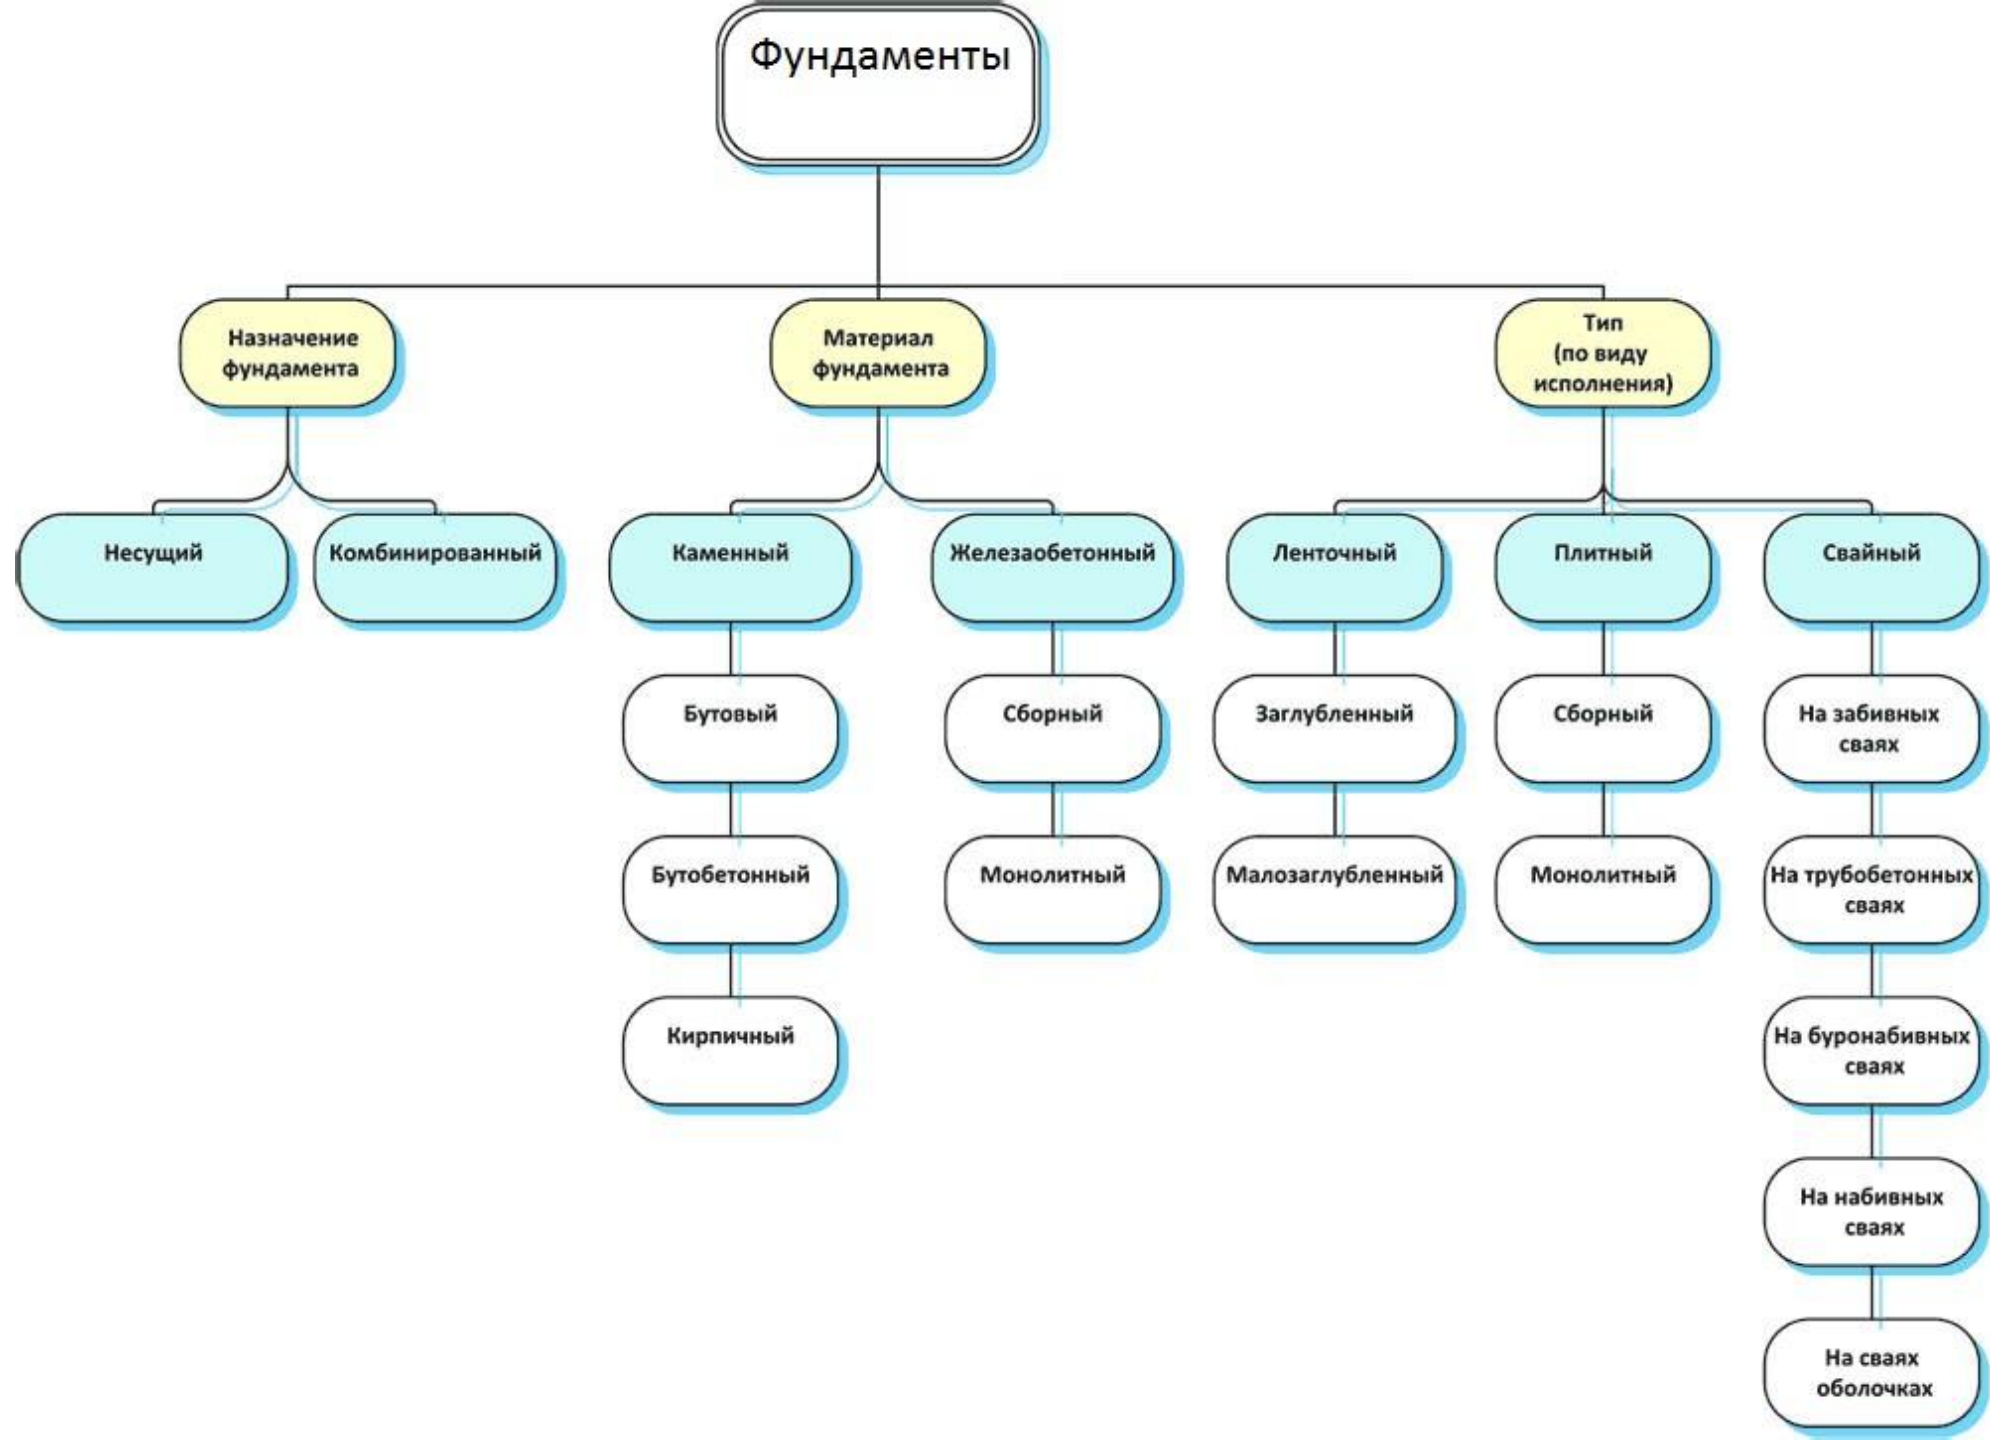 Фундаменты
Назначение
фундамента
Материал
фундамента
Тип
(по виду
исполнения)
Несущий
Комбинированный
Каменный
Железаобетонный
Ленточный
Плитный
Свайный
Бутовый
Сборный
Заглубленный
Сборный
На забивных
сваях
Бутобетонный
Монолитный
Малозаглубленный
Монолитный
На трубобетонных
сваях
Кирпичный
На буронабивных
сваях
На набивных
сваях
На сваях
оболочках